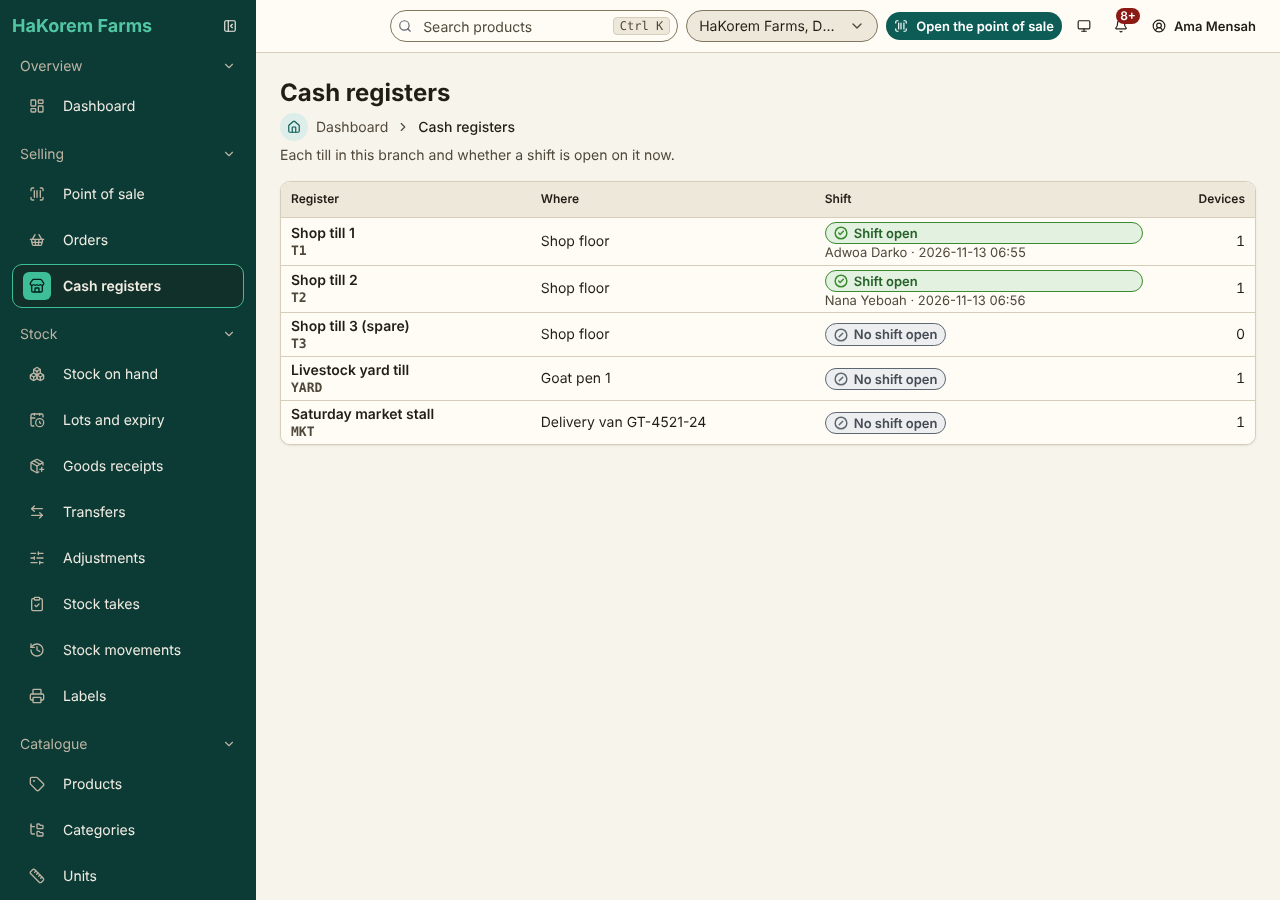 HaKorem Farms
Search products
Ctrl K
HaKorem Farms, D...
Open the point of sale
8+
Ama Mensah
Overview
Dashboard
Selling
Point of sale
Orders
Cash registers
Stock
Stock on hand
Lots and expiry
Goods receipts
Transfers
Adjustments
Stock takes
Stock movements
Labels
Catalogue
Products
Categories
Units
Cash registers
Dashboard > Cash registers
Each till in this branch and whether a shift is open on it now.
Register Where Shift Devices
Shop till 1
T1
Shop floor
Shift open
Adwoa Darko · 2026-11-13 06:55
1
Shop till 2
T2
Shop floor
Shift open
Nana Yeboah · 2026-11-13 06:56
1
Shop till 3 (spare)
T3
Shop floor
No shift open
0
Livestock yard till
YARD
Goat pen 1
No shift open
1
Saturday market stall
MKT
Delivery van GT-4521-24
No shift open
1